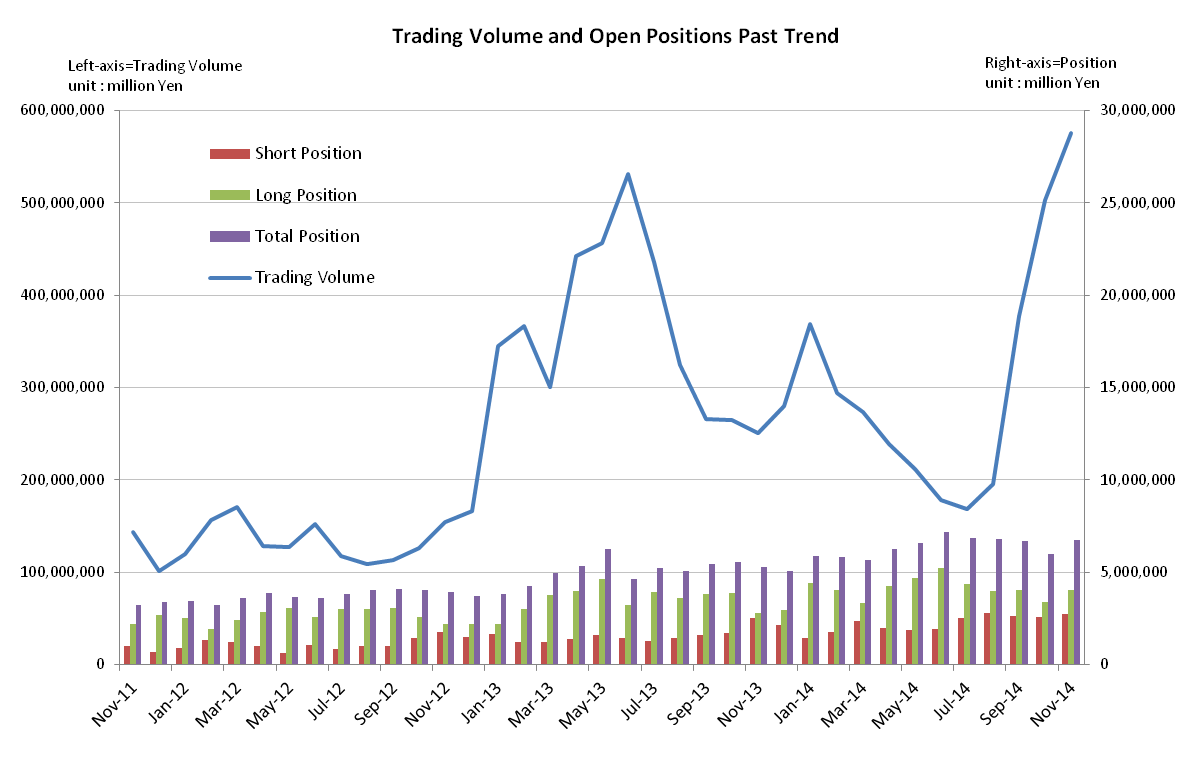 Trading Volume and Open Positions Past Trend
Left-axis=Trading Volume
unit : million Yen
Right-axis=Position
unit : million Yen
600,000,000
500,000,000
400,000,000
300,000,000
200,000,000
100,000,000
0
30,000,000
25,000,000
20,000,000
15,000,000
10,000,000
5,000,000
0
Short Position
Long Position
Total Position
Trading Volume
Nov-11
Jan-12
Mar-12
May-12
Jul-12
Sep-12
Nov-12
Jan-13
Mar-13
May-13
Jul-13
Sep-13
Nov-13
Jan-14
Mar-14
May-14
Jul-14
Sep-14
Nov-14